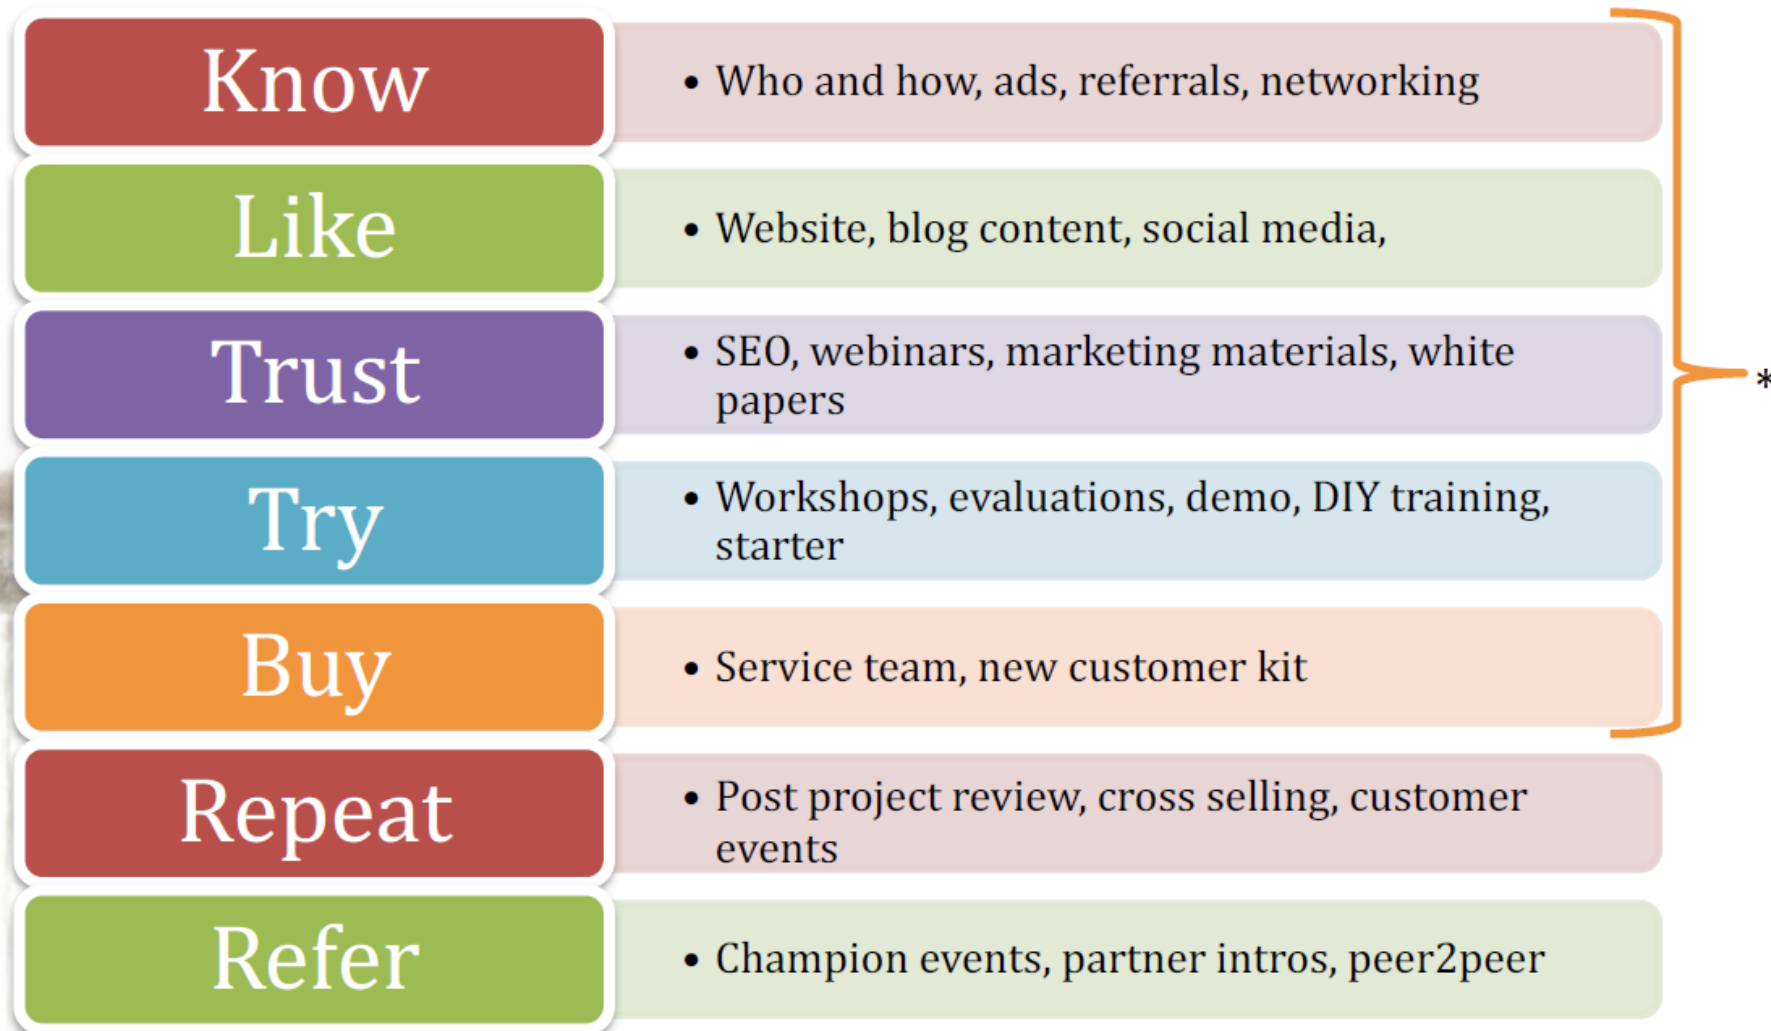 Know
• Who and how, ads, referrals, networking
Like
• Website, blog content, social media,
Trust
• SEO, webinars, marketing materials, white
papers
*
Try
• Workshops, evaluations, demo, DIY training,
starter
Buy
• Service team, new customer kit
Repeat
• Post project review, cross selling, customer
events
Refer
• Champion events, partner intros, peer2peer